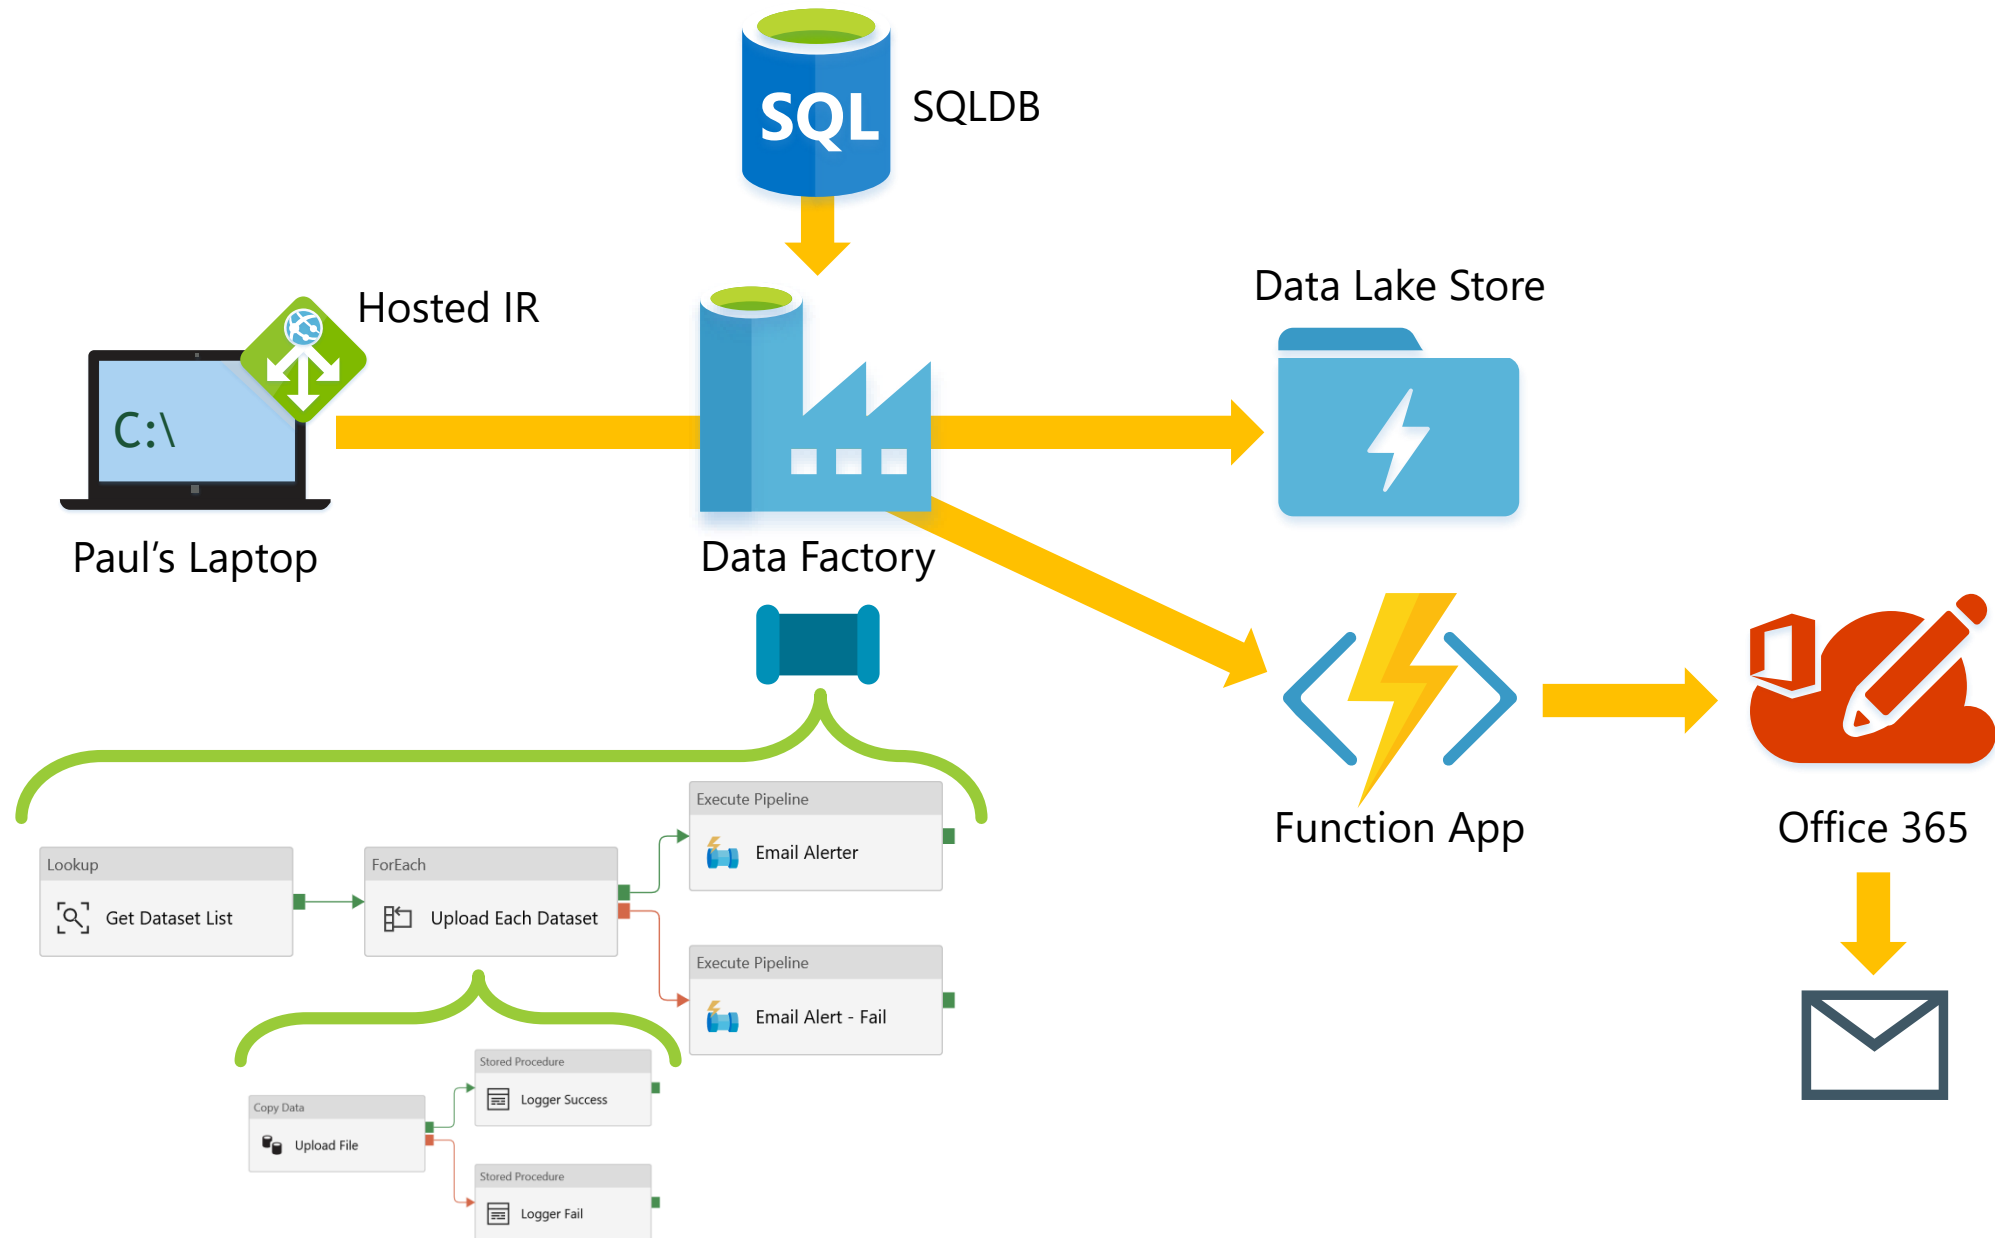 SQL
SQLDB
Hosted IR
Data Lake Store
C:\
Paul’s Laptop
Data Factory
Function App
Office 365
Execute Pipeline
Email Alerter
Lookup
Get Dataset List
ForEach
Upload Each Dataset
Execute Pipeline
Email Alert - Fail
Stored Procedure
Logger Success
Copy Data
Upload File
Stored Procedure
Logger Fail